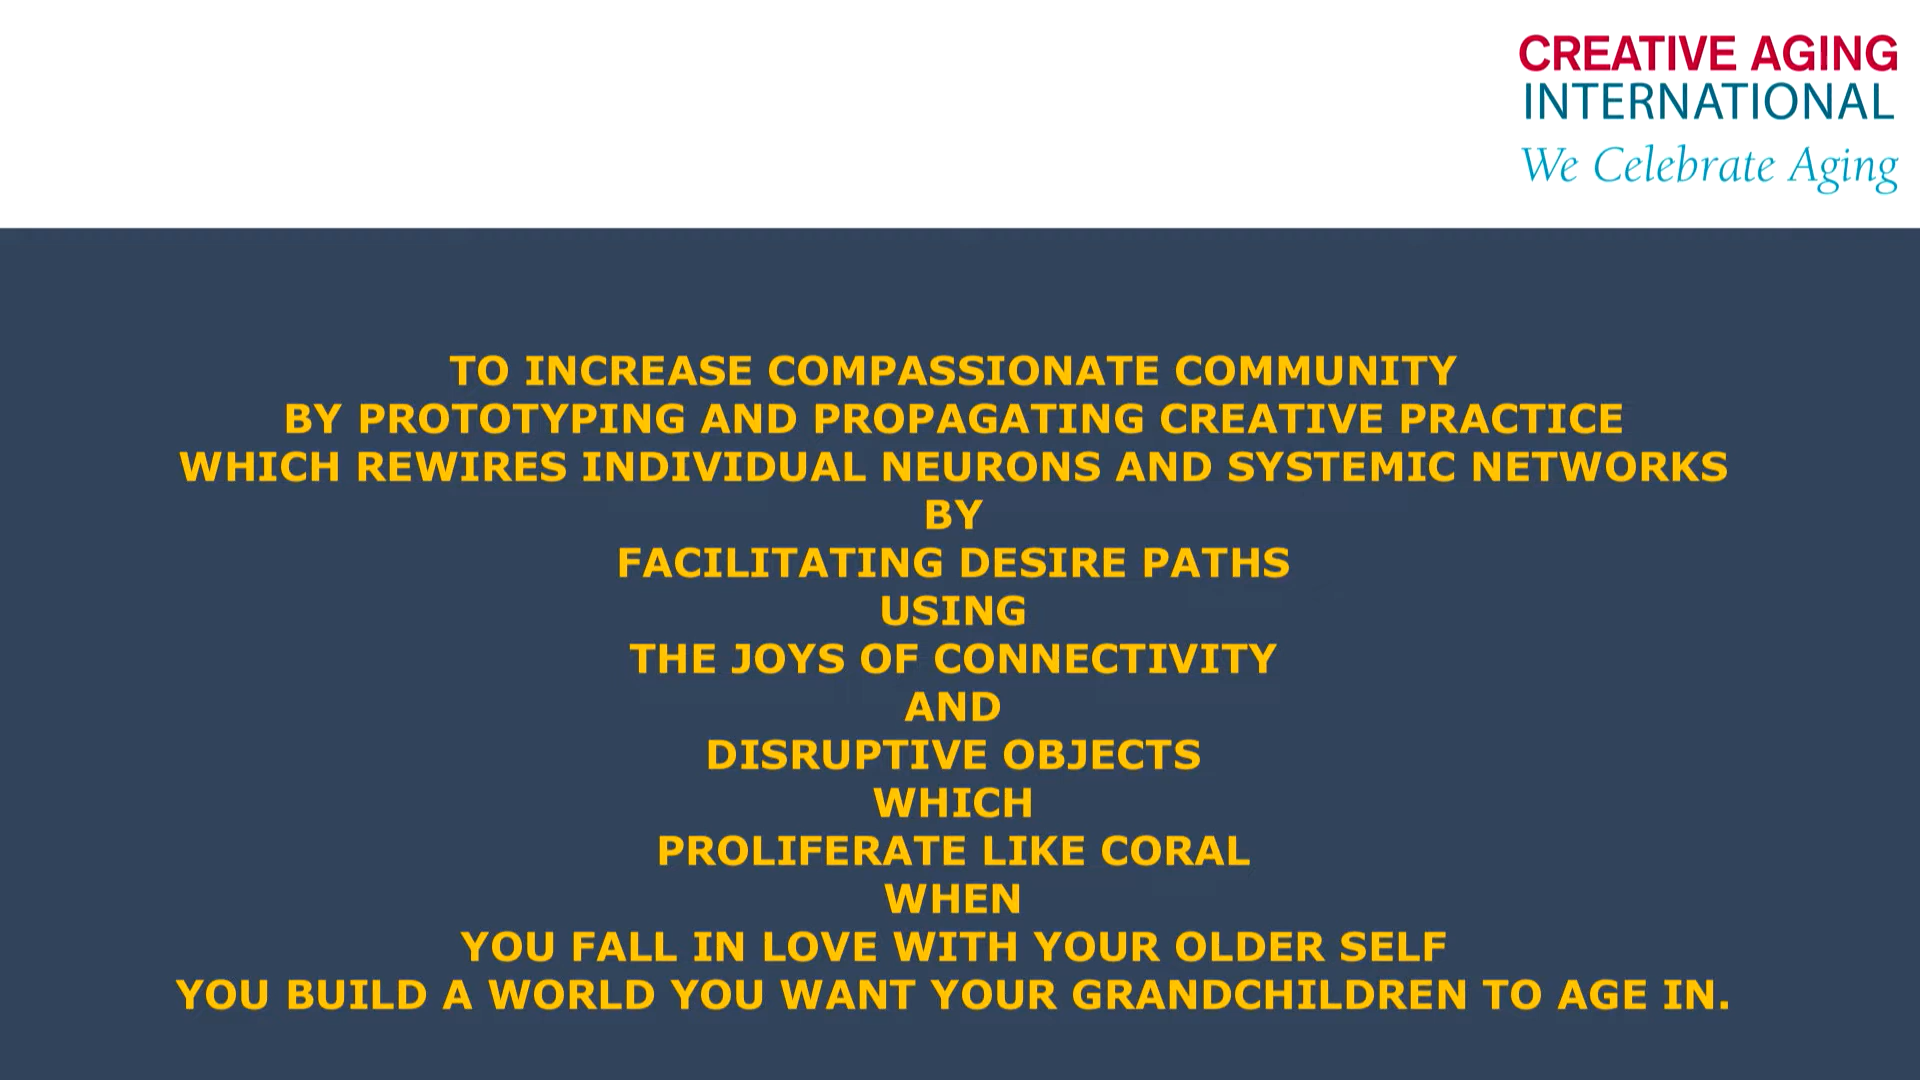 CREATIVE AGING
INTERNATIONAL
We Celebrate Aging
TO INCREASE COMPASSIONATE COMMUNITY
BY PROTOTYPING AND PROPAGATING CREATIVE PRACTICE
WHICH REWIRES INDIVIDUAL NEURONS AND SYSTEMIC NETWORKS
BY
FACILITATING DESIRE PATHS
USING
THE JOYS OF CONNECTIVITY
AND
DISRUPTIVE OBJECTS
WHICH
PROLIFERATE LIKE CORAL
WHEN
YOU FALL IN LOVE WITH YOUR OLDER SELF
YOU BUILD A WORLD YOU WANT YOUR GRANDCHILDREN TO AGE IN.